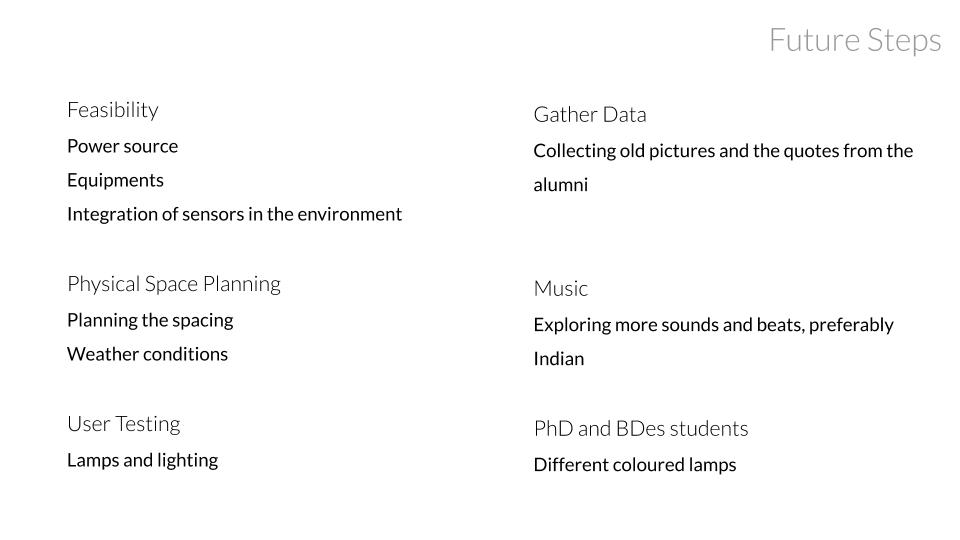 Future Steps
Feasibility
Power source
Equipments
Integration of sensors in the environment
Physical Space Planning
Planning the spacing
Weather conditions
User Testing
Lamps and lighting
Gather Data
Collecting old pictures and the quotes from the
alumni
Music
Exploring more sounds and beats, preferably
Indian
PhD and BDes students
Different coloured lamps